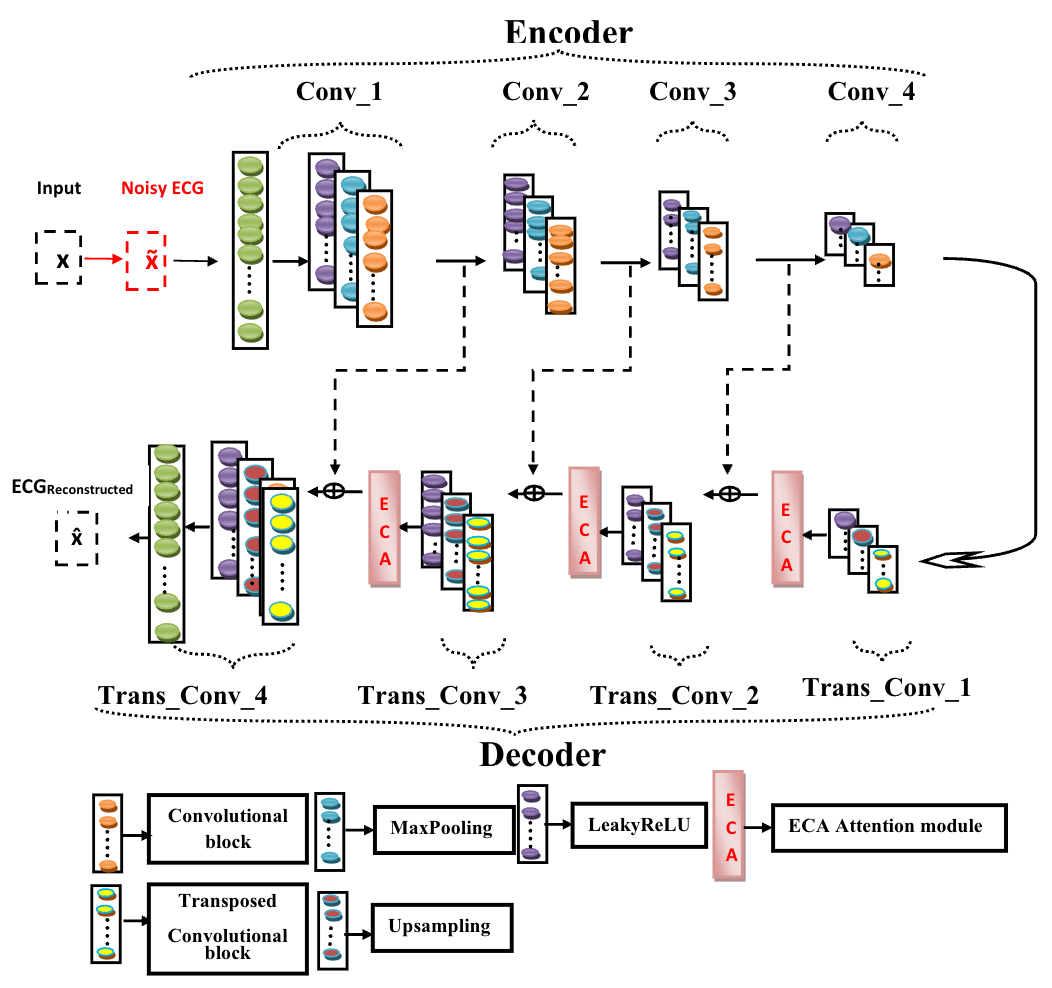 Encoder
Conv_1
Conv_2
Conv_3
Conv_4
Input
Noisy ECG
x
x̃
ECG Reconstructed
x̂
E
C
A
E
C
A
E
C
A
Trans_Conv_4
Trans_Conv_3
Trans_Conv_2
Trans_Conv_1
Decoder
Convolutional
block
MaxPooling
LeakyReLU
E
C
A
ECA Attention module
Transposed
Convolutional
block
Upsampling